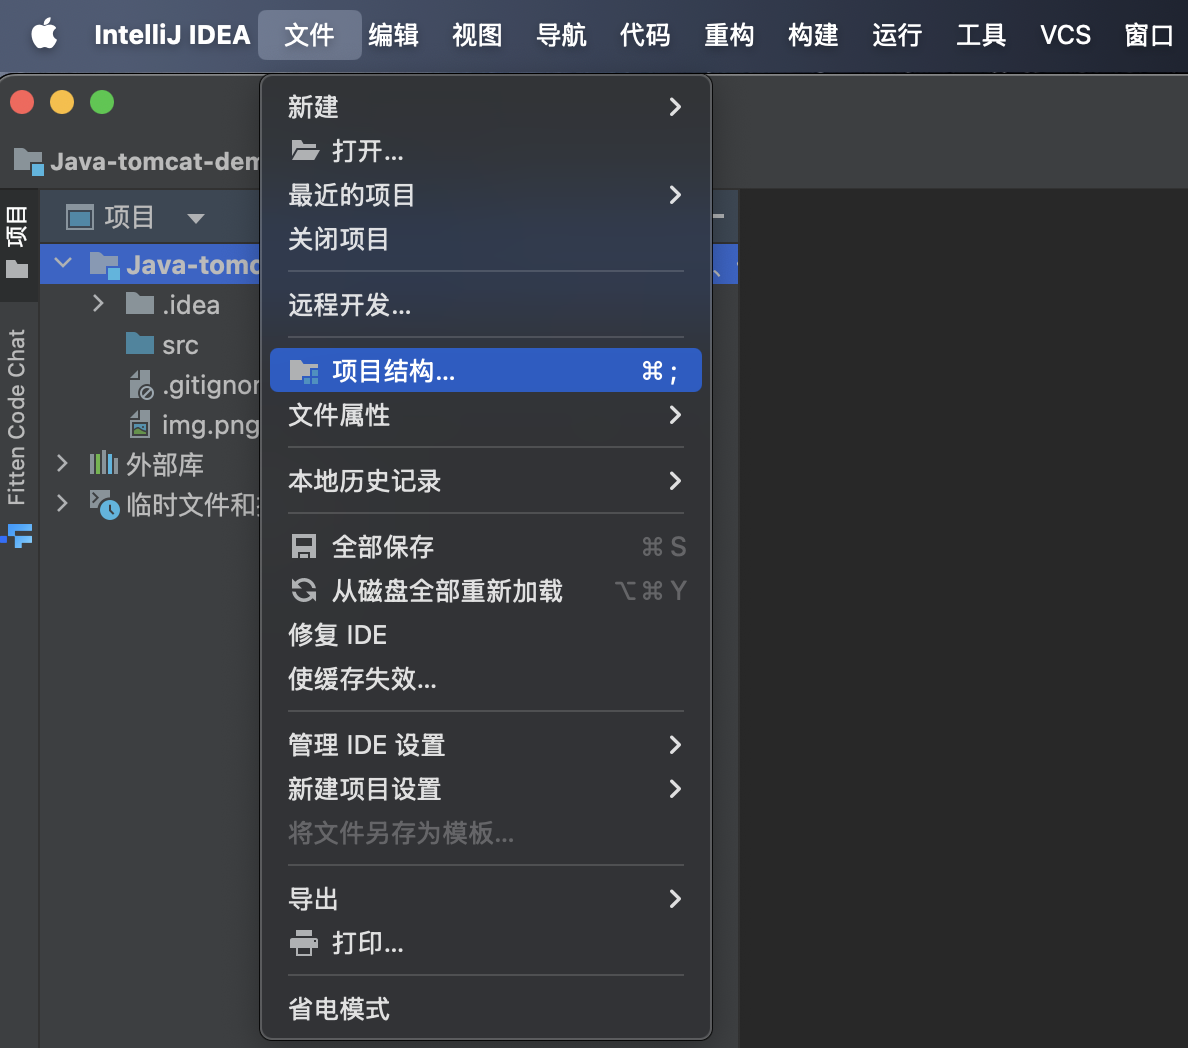 IntelliJ IDEA 文件 编辑 视图 导航 代码 重构 构建 运行 工具 VCS 窗口
Java-tomcat-dem
项目
项目
Java-tomc
.idea
src
.gitignor
img.png
外部库
临时文件和
Fitten Code Chat
新建
打开...
最近的项目
关闭项目
远程开发...
项目结构... ⌘ ;
文件属性
本地历史记录
全部保存 ⌘ S
从磁盘全部重新加载 ⌥ ⌘ Y
修复 IDE
使缓存失效...
管理 IDE 设置
新建项目设置
将文件另存为模板...
导出
打印...
省电模式